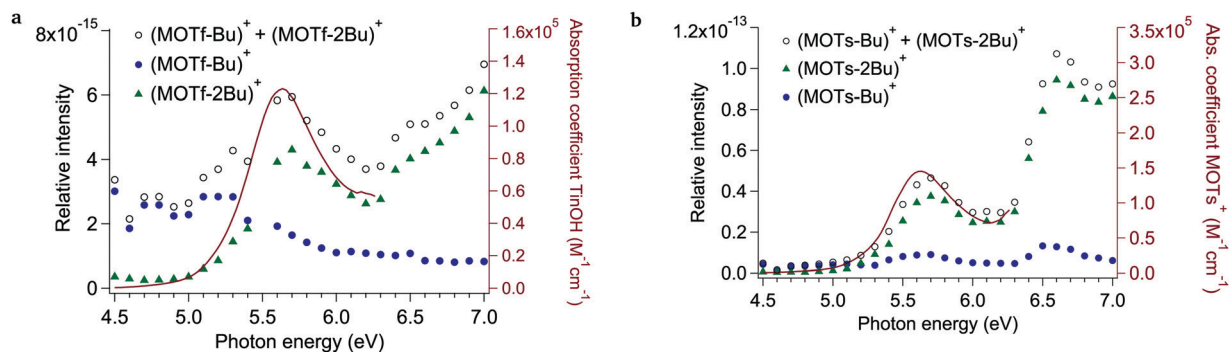 a
8x10⁻¹⁵
6
4
2
0
Relative intensity
(MOTf-Bu)⁺ + (MOTf-2Bu)⁺
(MOTf-Bu)⁺
(MOTf-2Bu)⁺
1.6x10⁵
1.4
1.2
1.0
0.8
0.6
0.4
0.2
0.0
Absorption coefficient TinOH (M⁻¹ cm⁻¹)
4.5 5.0 5.5 6.0 6.5 7.0
Photon energy (eV)
b
1.2x10⁻¹³
1.0
0.8
0.6
0.4
0.2
0.0
Relative intensity
(MOTs-Bu)⁺ + (MOTs-2Bu)⁺
(MOTs-2Bu)⁺
(MOTs-Bu)⁺
3.5x10⁵
3.0
2.5
2.0
1.5
1.0
0.5
0.0
Abs. coefficient MOTs⁺ (M⁻¹ cm⁻¹)
4.5 5.0 5.5 6.0 6.5 7.0
Photon energy (eV)